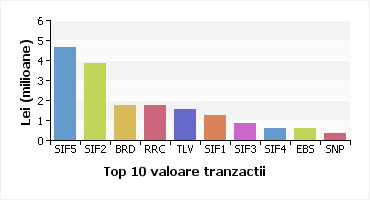 Lei (milioane)
6
5
4
3
2
1
0
SIF5 SIF2 BRD RRC TLV SIF1 SIF3 SIF4 EBS SNP
Top 10 valoare tranzactii